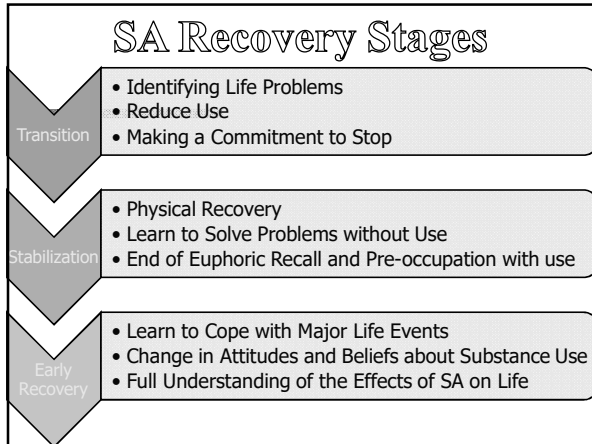 SA Recovery Stages
Transition
• Identifying Life Problems
• Reduce Use
• Making a Commitment to Stop
Stabilization
• Physical Recovery
• Learn to Solve Problems without Use
• End of Euphoric Recall and Pre-occupation with use
Early
Recovery
• Learn to Cope with Major Life Events
• Change in Attitudes and Beliefs about Substance Use
• Full Understanding of the Effects of SA on Life